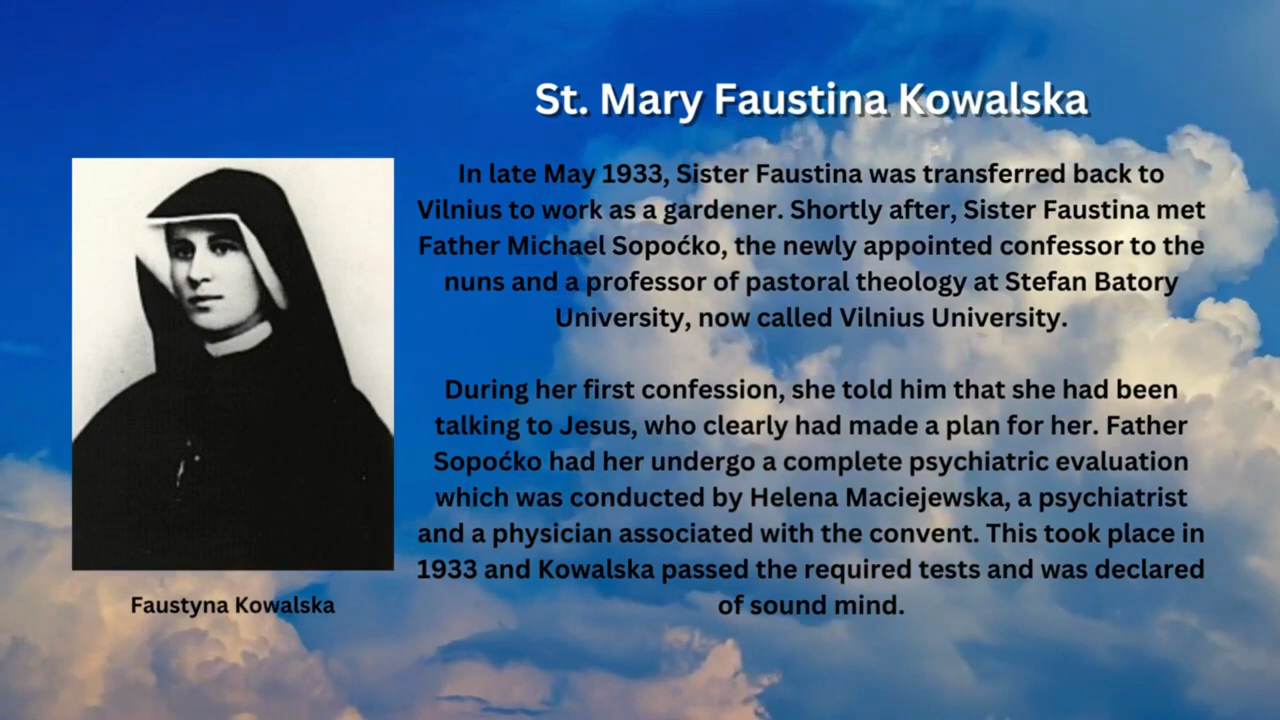 St. Mary Faustina Kowalska
In late May 1933, Sister Faustina was transferred back to
Vilnius to work as a gardener. Shortly after, Sister Faustina met
Father Michael Sopoćko, the newly appointed confessor to the
nuns and a professor of pastoral theology at Stefan Batory
University, now called Vilnius University.
During her first confession, she told him that she had been
talking to Jesus, who clearly had made a plan for her. Father
Sopoćko had her undergo a complete psychiatric evaluation
which was conducted by Helena Maciejewska, a psychiatrist
and a physician associated with the convent. This took place in
1933 and Kowalska passed the required tests and was declared
of sound mind.
Faustyna Kowalska